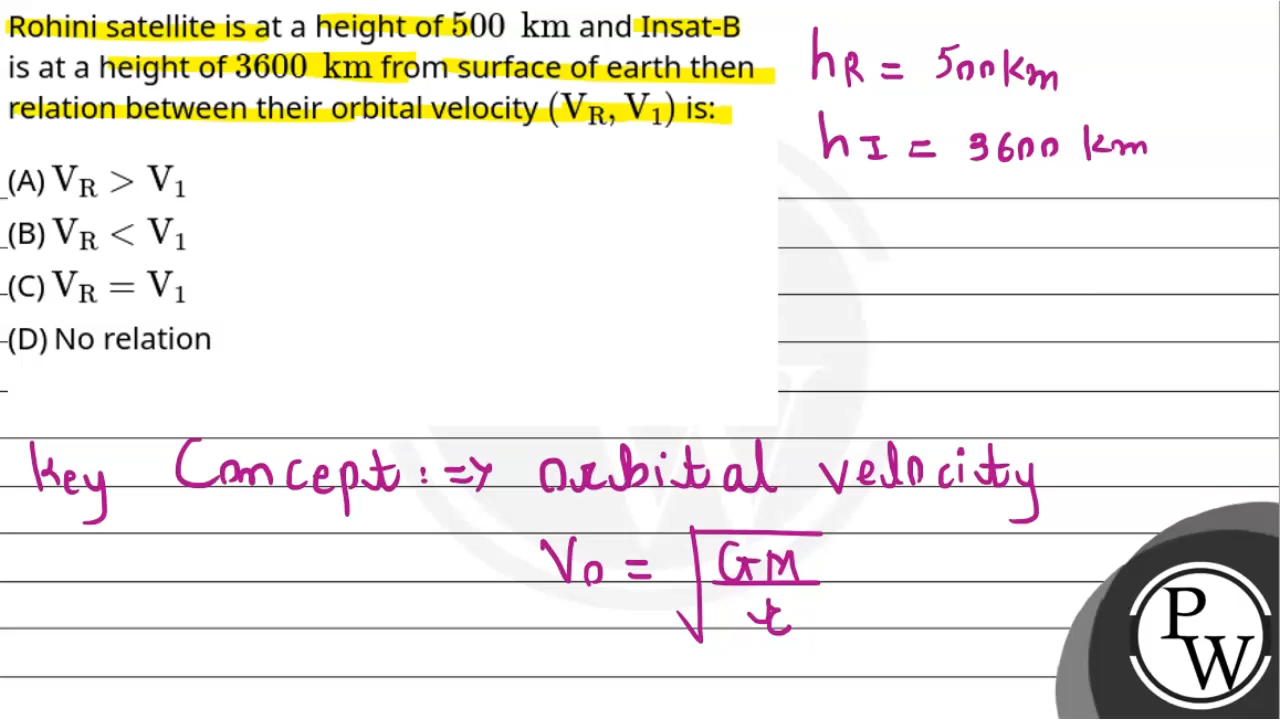 Rohini satellite is at a height of 500 km and Insat-B
is at a height of 3600 km from surface of earth then
relation between their orbital velocity (V_R, V_1) is:
(A) V_R > V_1
(B) V_R < V_1
(C) V_R = V_1
(D) No relation
h_R = 500km
h_I = 3600 km
Key Concept :⇒ orbital velocity
V_0 = √(GM/r)
P
W